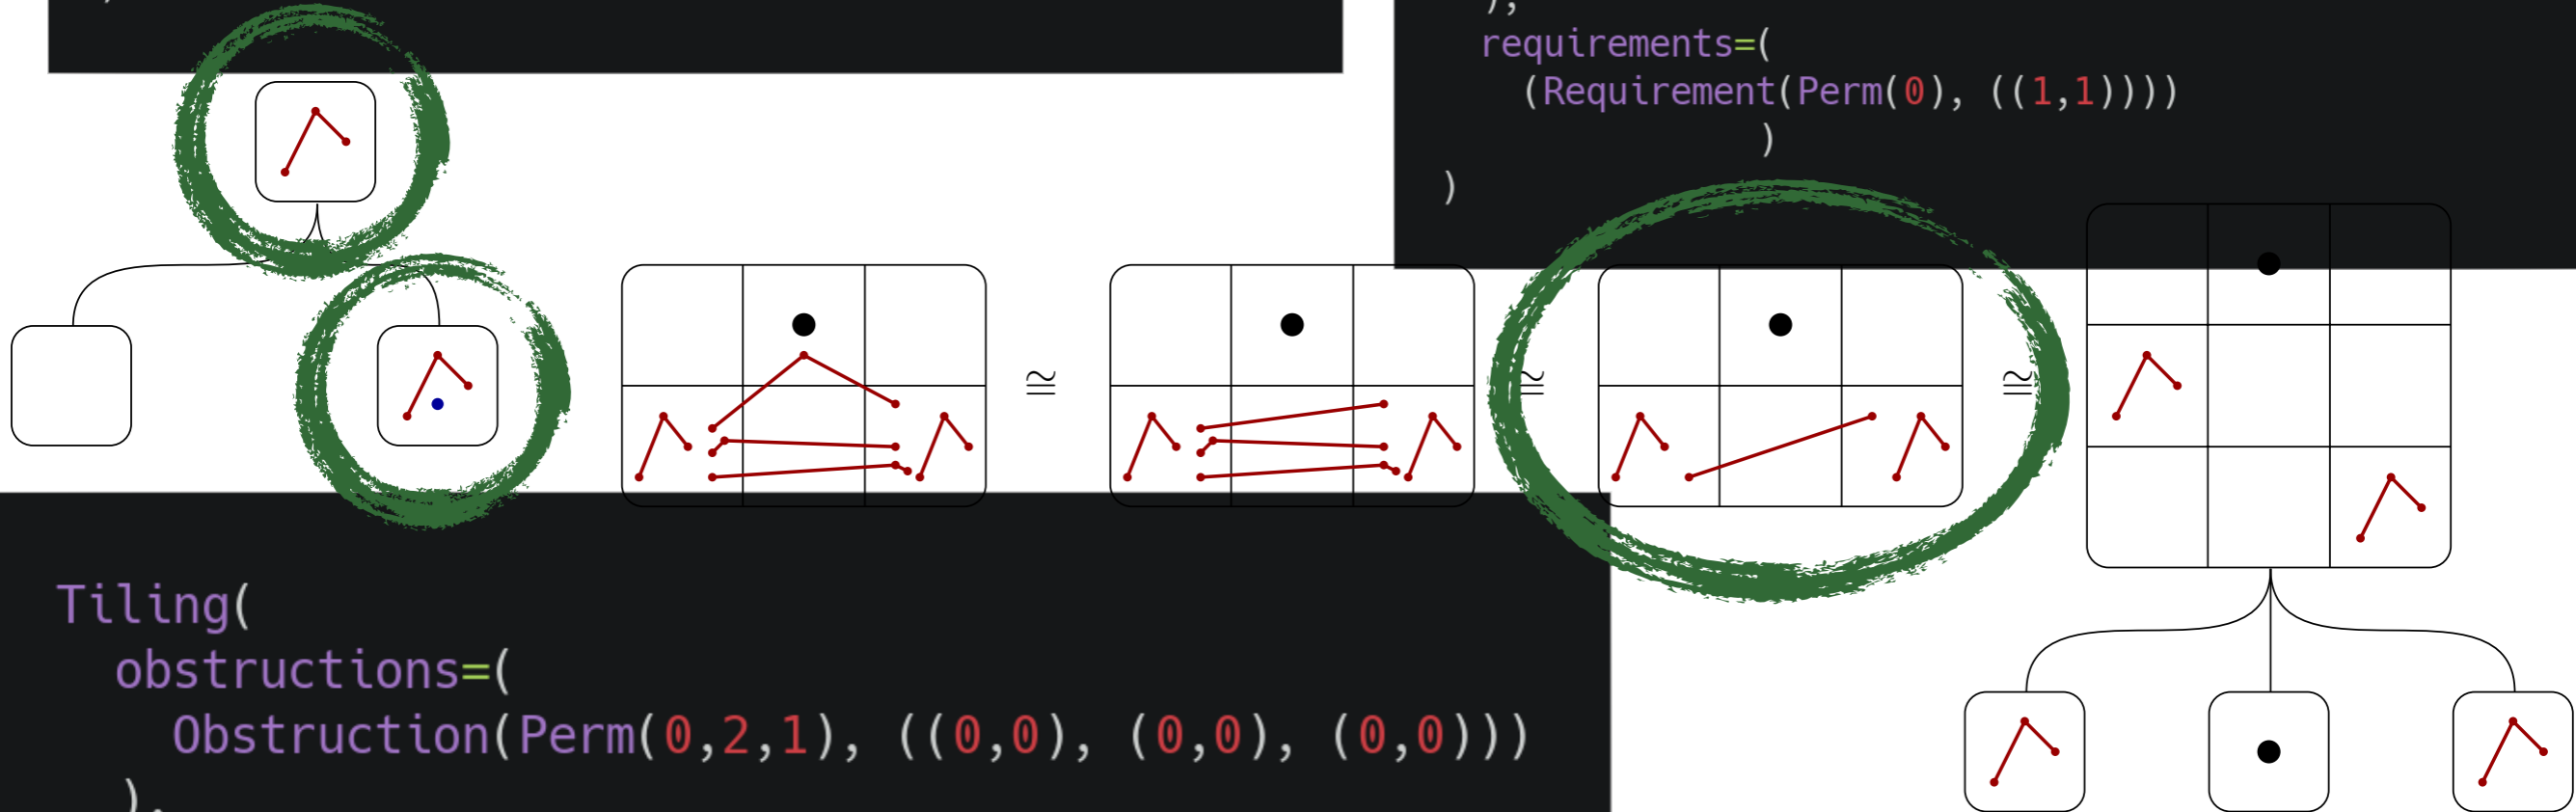 ),
requirements=(
(Requirement(Perm(0), ((1,1))))
)
)
≅ ≅ ≅
Tiling(
obstructions=(
Obstruction(Perm(0,2,1), ((0,0), (0,0), (0,0)))
),